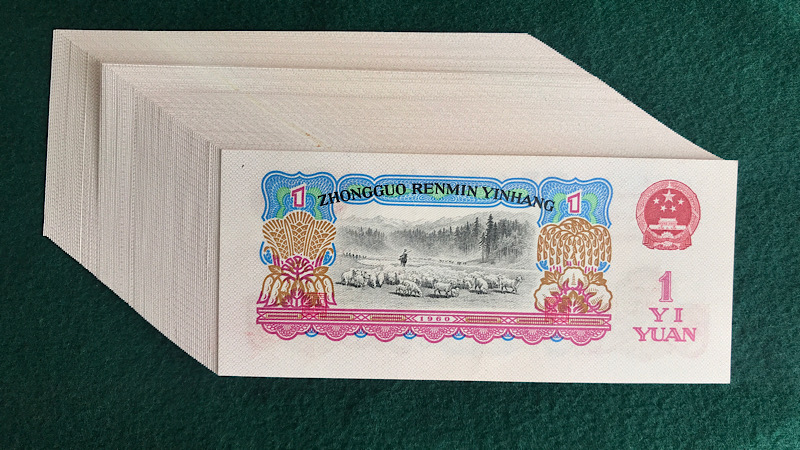 1
ZHONGGUO RENMIN YINHANG
1
1
YI
YUAN
1960